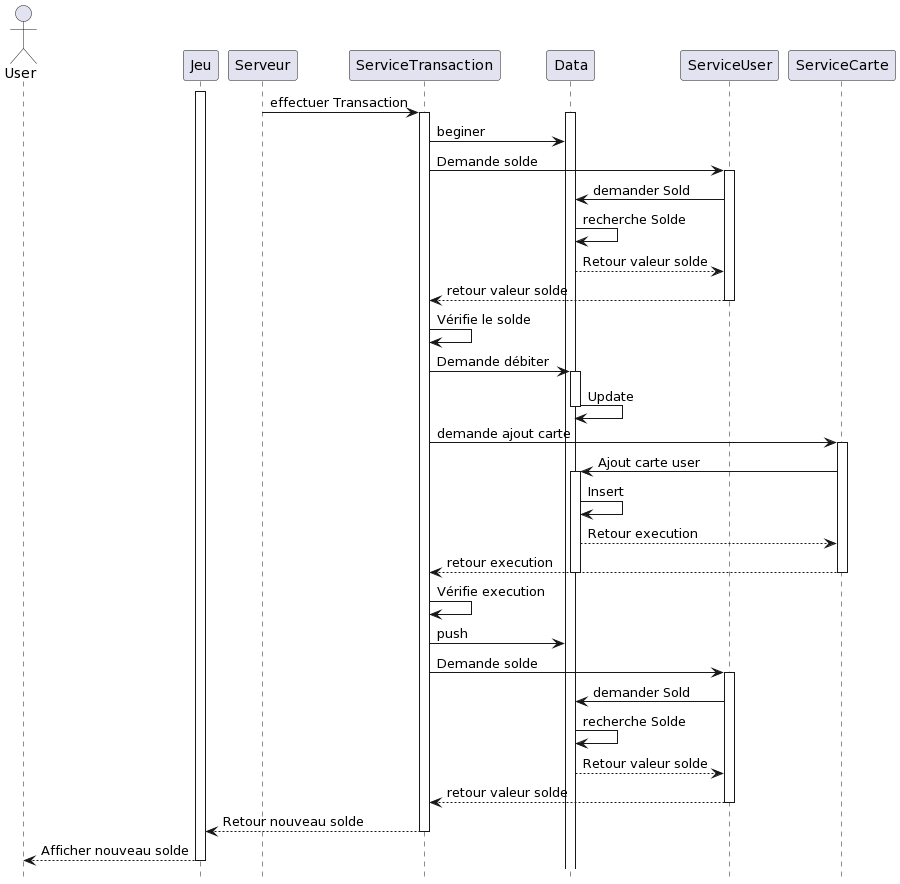 User
Jeu
Serveur
ServiceTransaction
Data
ServiceUser
ServiceCarte
effectuer Transaction
beginer
Demande solde
demander Sold
recherche Solde
Retour valeur solde
retour valeur solde
Vérifie le solde
Demande débiter
Update
demande ajout carte
Ajout carte user
Insert
Retour execution
retour execution
Vérifie execution
push
Demande solde
demander Sold
recherche Solde
Retour valeur solde
retour valeur solde
Retour nouveau solde
Afficher nouveau solde